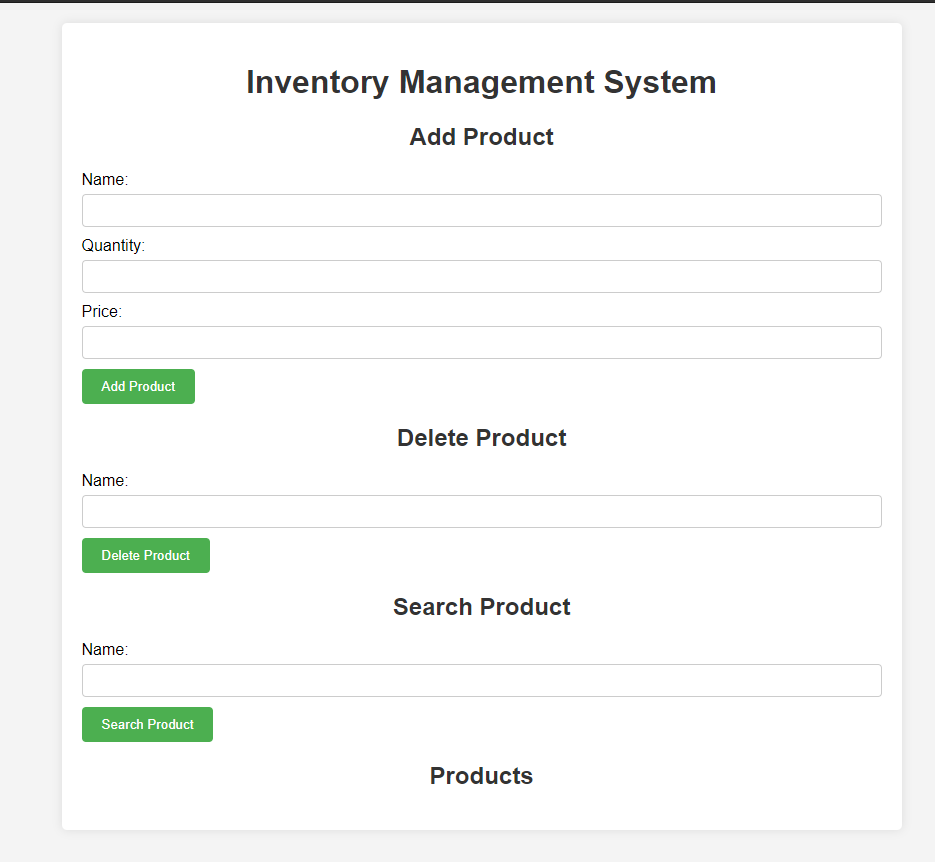 Inventory Management System
Add Product
Name:
Quantity:
Price:
Add Product
Delete Product
Name:
Delete Product
Search Product
Name:
Search Product
Products